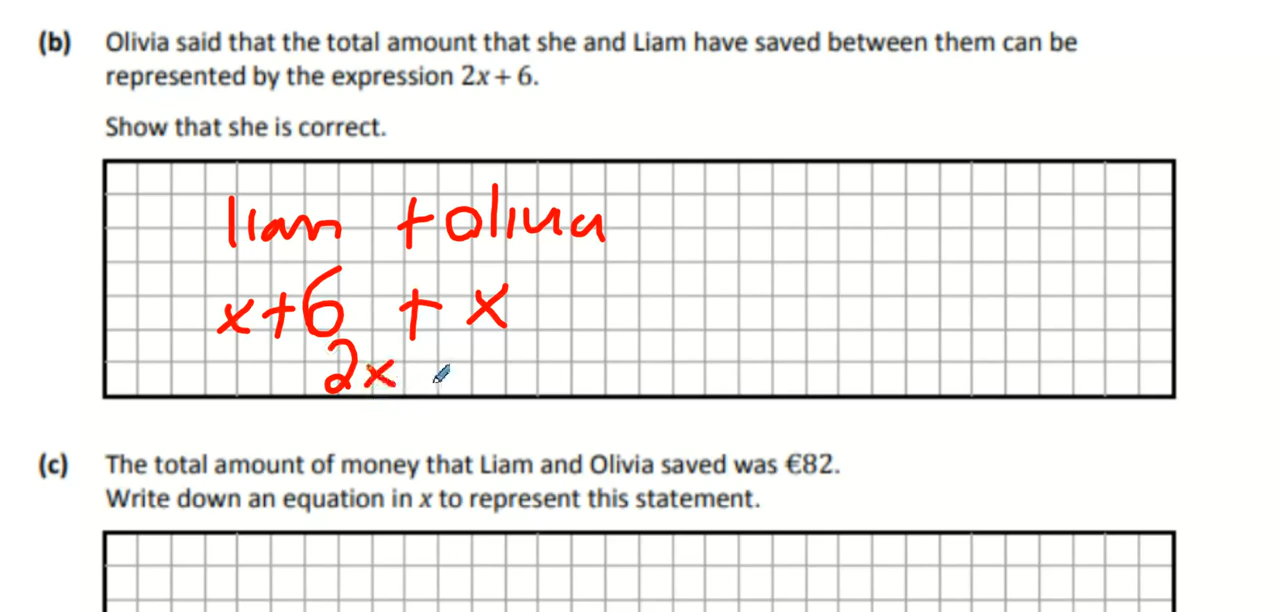 (b) Olivia said that the total amount that she and Liam have saved between them can be
represented by the expression 2x + 6.
Show that she is correct.
liam + olivia
x+6 + x
2x
(c) The total amount of money that Liam and Olivia saved was €82.
Write down an equation in x to represent this statement.